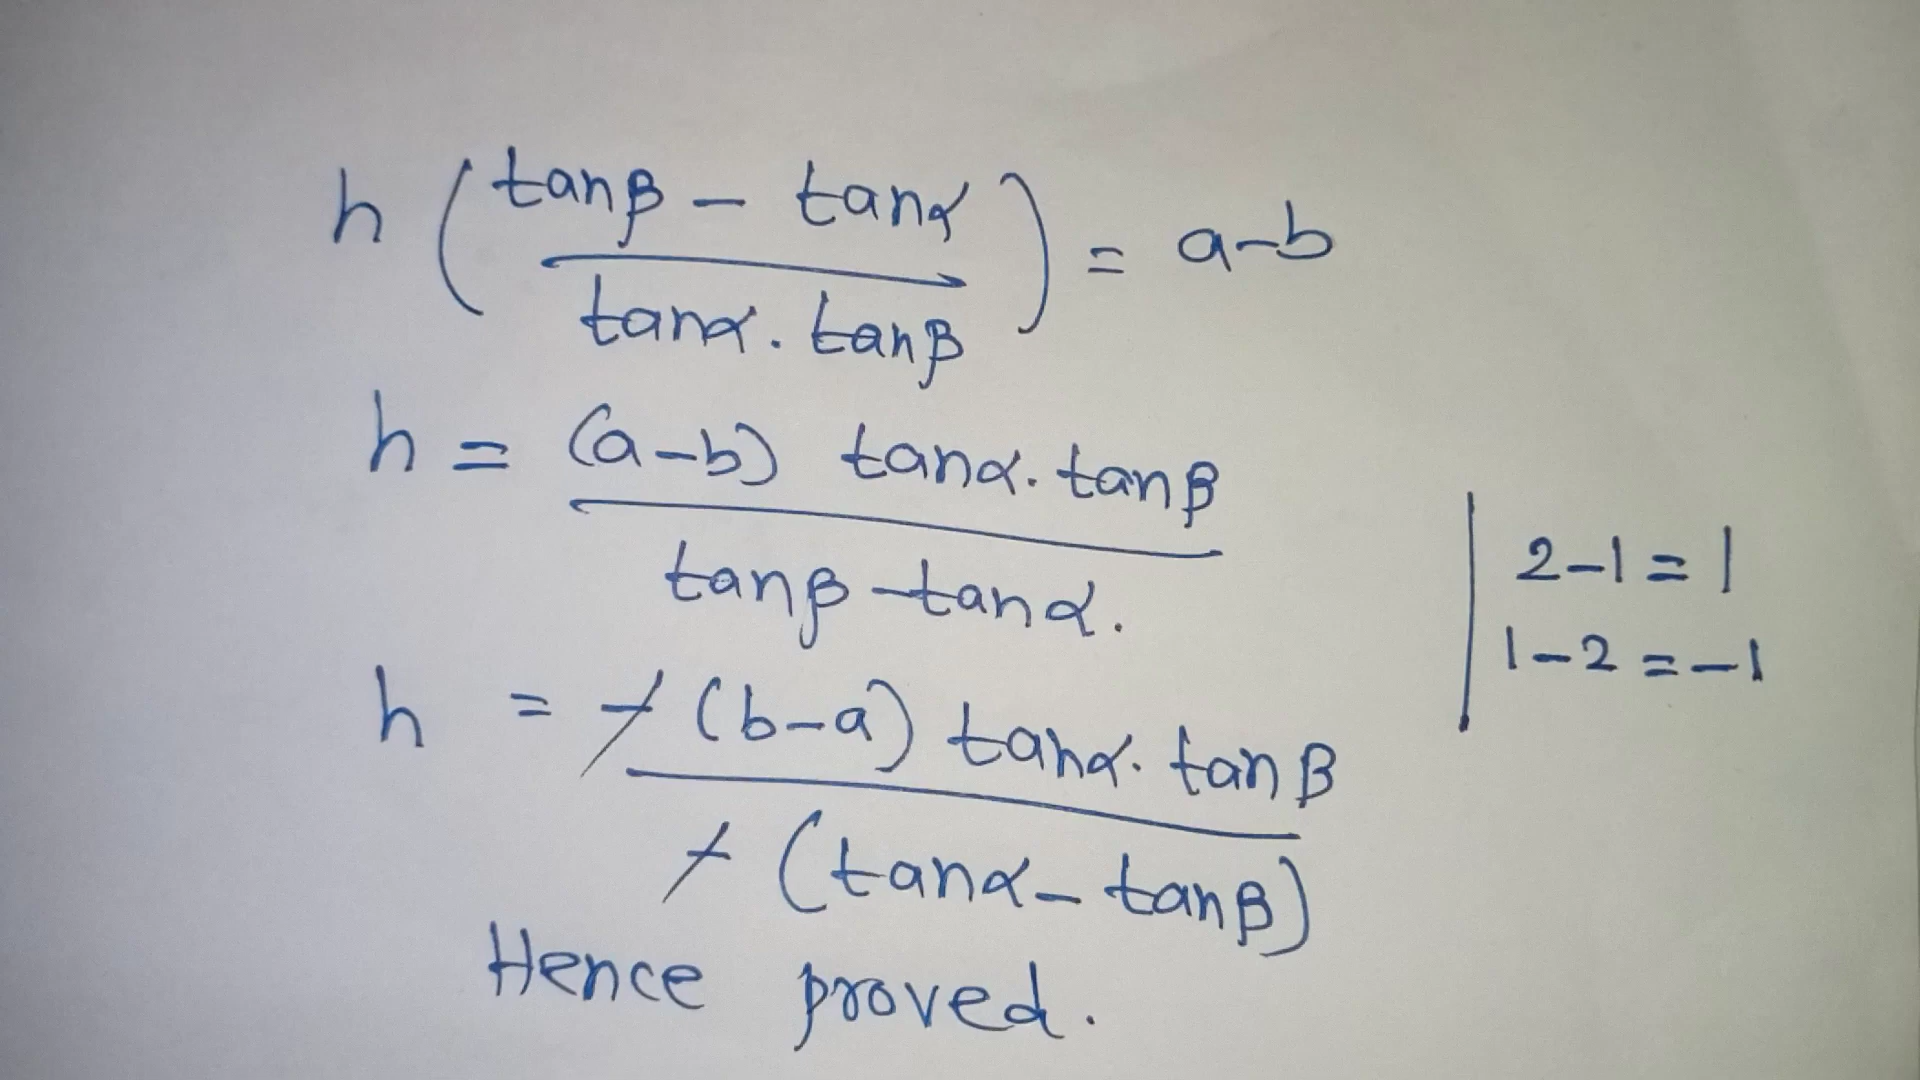 h ( tanβ - tanα / tanα. tanβ ) = a-b
h = (a-b) tanα. tanβ / tanβ - tanα.
h = - (b-a) tanα. tanβ / - (tanα - tanβ)
Hence proved.
2-1=1
1-2=-1